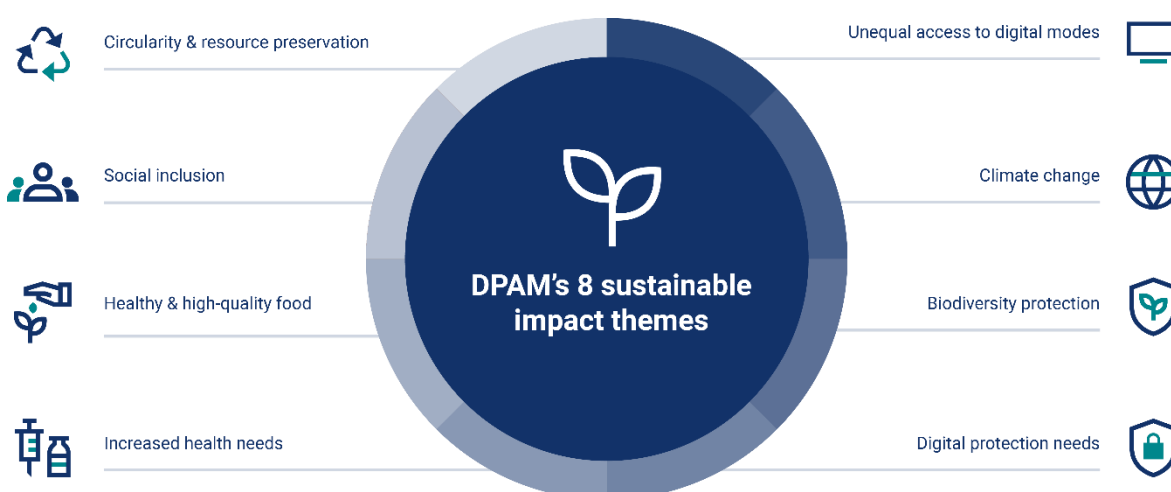 Circularity & resource preservation
Social inclusion
Healthy & high-quality food
Increased health needs
DPAM's 8 sustainable
impact themes
Unequal access to digital modes
Climate change
Biodiversity protection
Digital protection needs